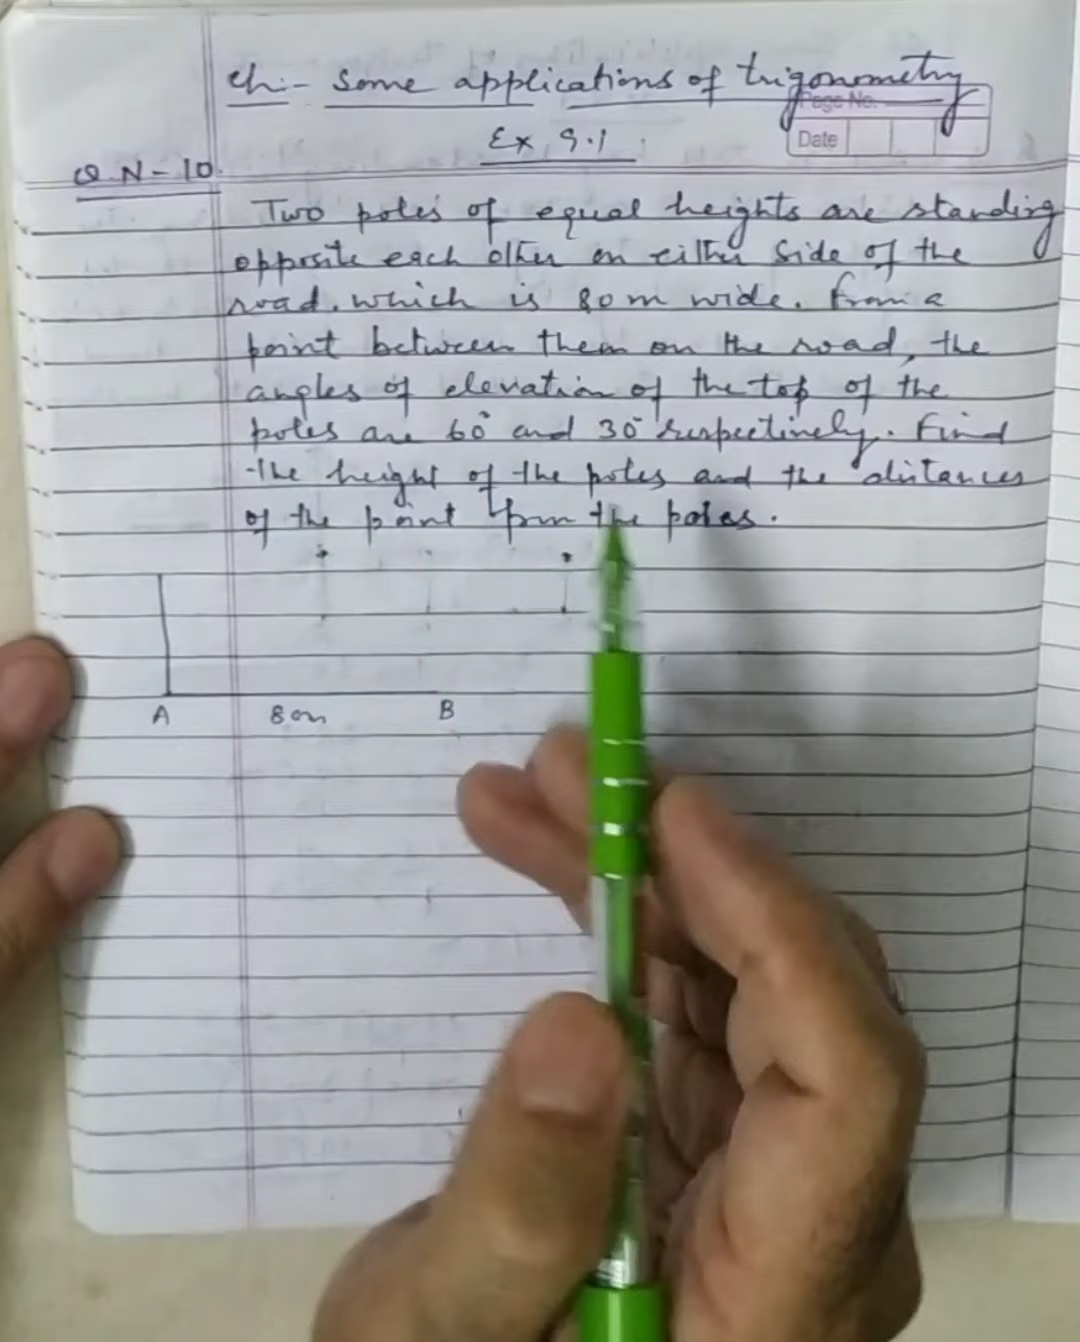 Ch:- Some applications of trigonometry
Page No.
Date
Ex 9.1
Q.N-10.
Two poles of equal heights are standing
opposite each other on either side of the
road. which is 80m wide. From a
point between them on the road, the
angles of elevation of the top of the
poles are 60° and 30° respectively. Find
the height of the poles and the distances
of the point from the poles.
A 80m B